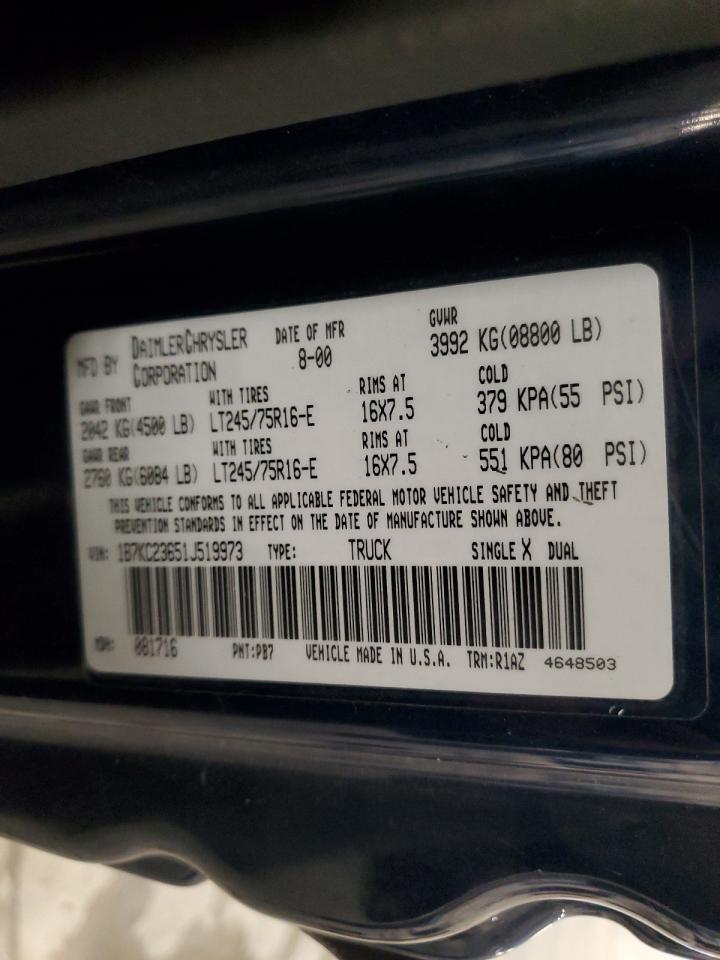 MFD BY DAIMLERCHRYSLER CORPORATION DATE OF MFR 8-00 GVWR 3992 KG(08800 LB)
GAWR FRONT WITH TIRES RIMS AT COLD
2042 KG(4500 LB) LT245/75R16-E 16X7.5 379 KPA(55 PSI)
GAWR REAR WITH TIRES RIMS AT COLD
2760 KG(6084 LB) LT245/75R16-E 16X7.5 551 KPA(80 PSI)
THIS VEHICLE CONFORMS TO ALL APPLICABLE FEDERAL MOTOR VEHICLE SAFETY AND THEFT
PREVENTION STANDARDS IN EFFECT ON THE DATE OF MANUFACTURE SHOWN ABOVE.
VIN: 1B7KC23651J519973 TYPE: TRUCK SINGLE X DUAL
MDH: 081716 PNT:PB7 VEHICLE MADE IN U.S.A. TRM:R1AZ 4648503